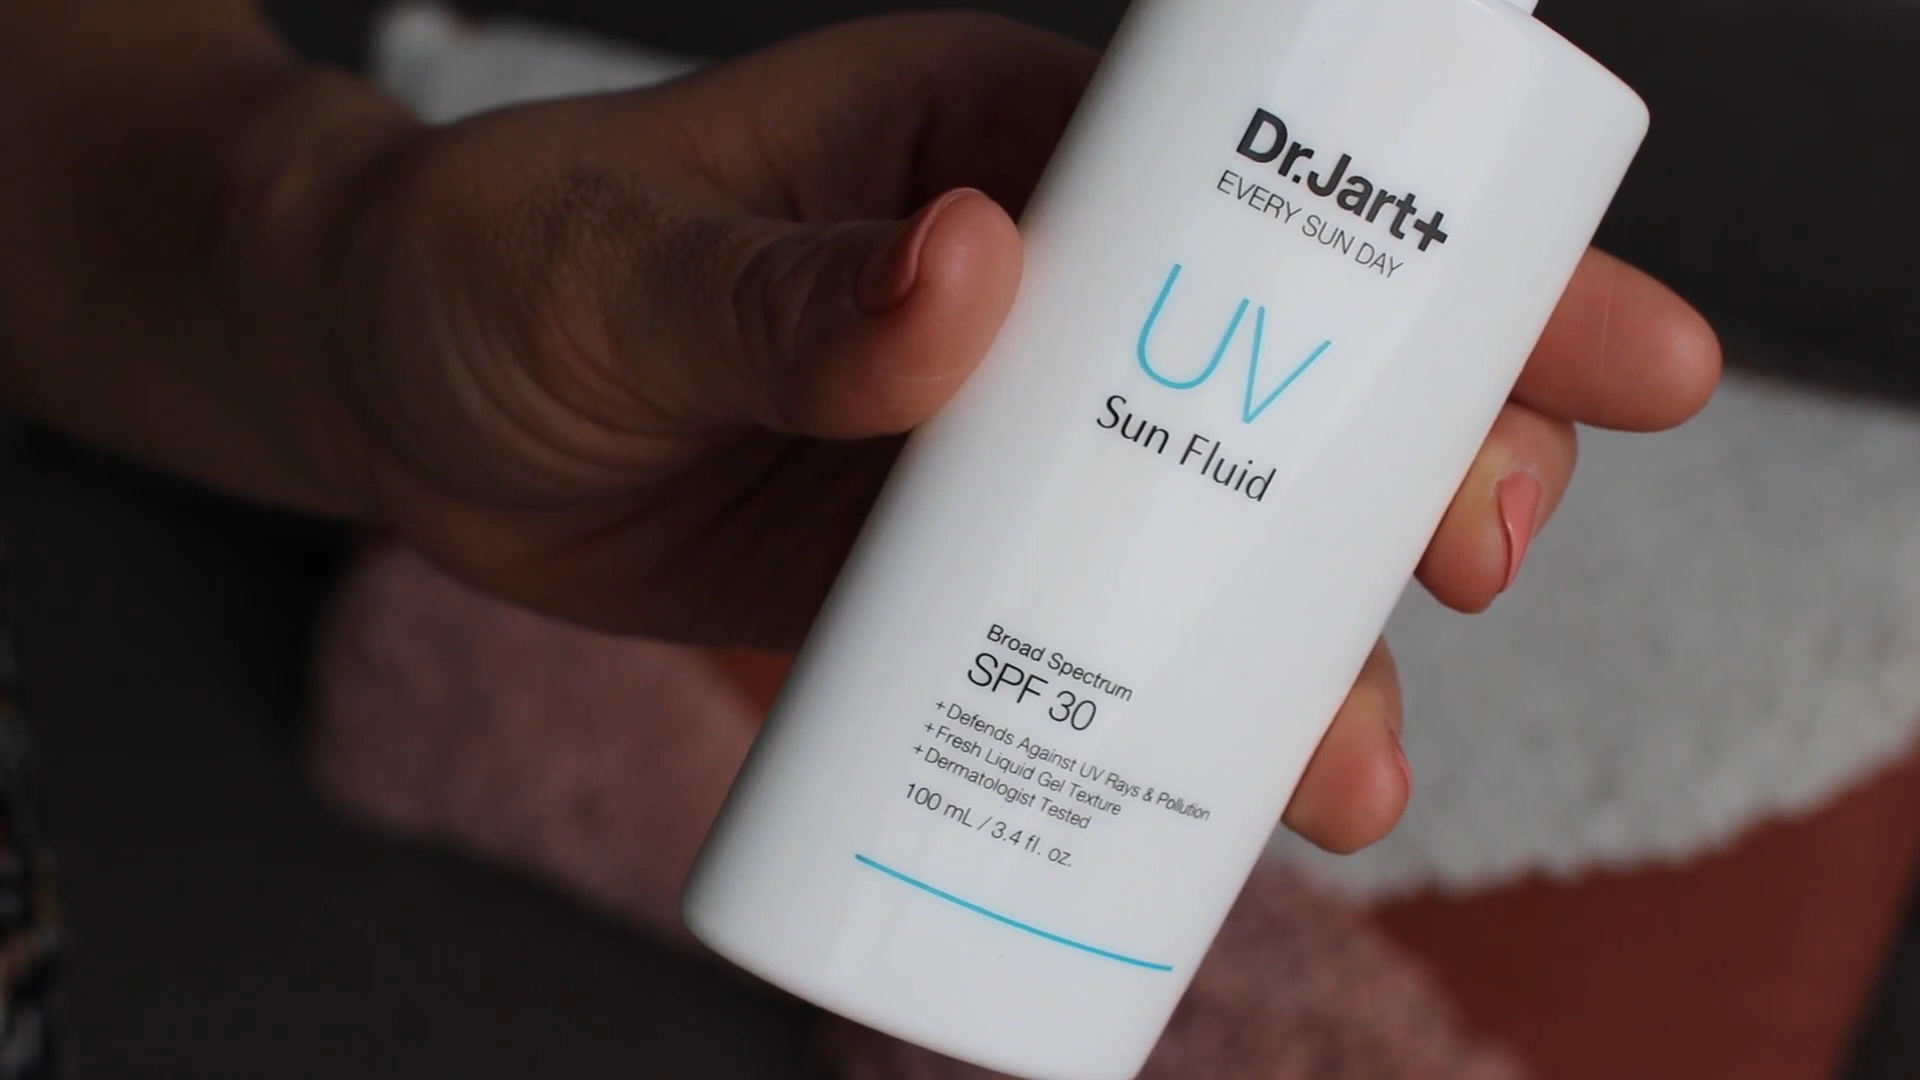 Dr.Jart+
EVERY SUN DAY
UV
Sun Fluid
Broad Spectrum
SPF 30
+Defends Against UV Rays & Pollution
+Fresh Liquid Gel Texture
+Dermatologist Tested
100 mL / 3.4 fl. oz.